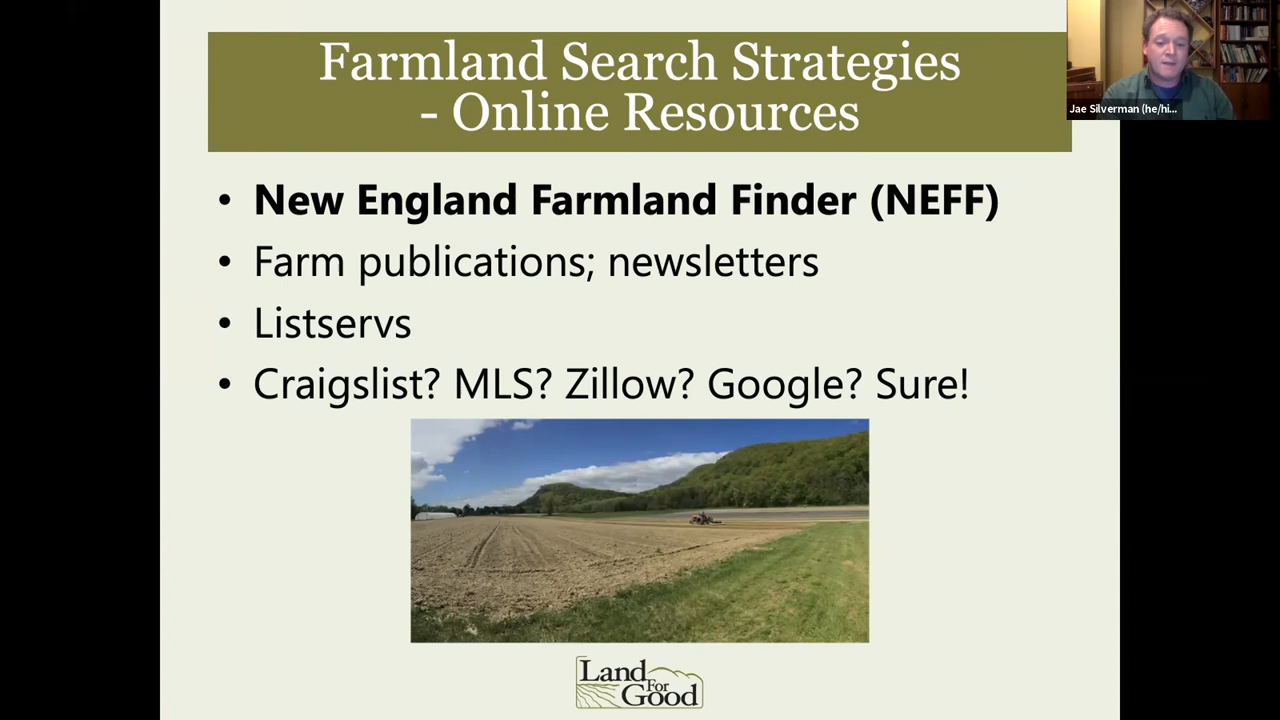 Farmland Search Strategies
- Online Resources
Jae Silverman (he/hi...
• New England Farmland Finder (NEFF)
• Farm publications; newsletters
• Listservs
• Craigslist? MLS? Zillow? Google? Sure!
Land
For
Good